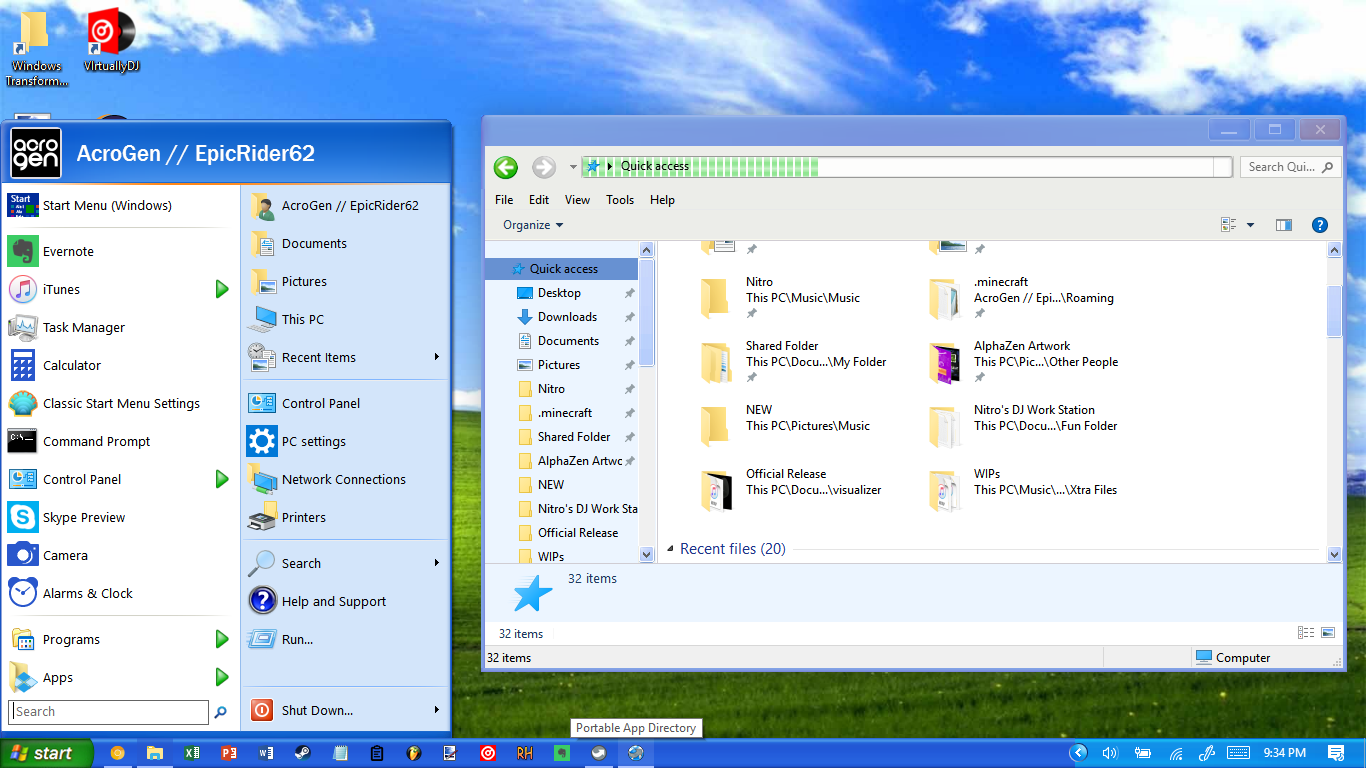 Windows
Transform...
VIrtuallyDJ
acro
gen
AcroGen // EpicRider62
Start
Start Menu (Windows)
Evernote
iTunes
Task Manager
Calculator
Classic Start Menu Settings
C:\>_
Command Prompt
Control Panel
Skype Preview
Camera
Alarms & Clock
Programs
Apps
Search
AcroGen // EpicRider62
Documents
Pictures
This PC
Recent Items
Control Panel
PC settings
Network Connections
Printers
Search
Help and Support
Run...
Shut Down...
Quick access
Search Qui...
File Edit View Tools Help
Organize
Quick access
Desktop
Downloads
Documents
Pictures
Nitro
.minecraft
Shared Folder
AlphaZen Artwc
NEW
Nitro's DJ Work Sta
Official Release
WIPs
Nitro
This PC\Music\Music
.minecraft
AcroGen // Epi...\Roaming
Shared Folder
This PC\Docu...\My Folder
AlphaZen Artwork
This PC\Pic...\Other People
NEW
This PC\Pictures\Music
Nitro's DJ Work Station
This PC\Docu...\Fun Folder
Official Release
This PC\Docu...\visualizer
WIPs
This PC\Music\...\Xtra Files
Recent files (20)
32 items
32 items
32 items
Computer
Portable App Directory
start
RH
9:34 PM